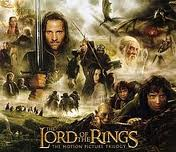 THE
LORD OF THE RINGS
THE MOTION PICTURE TRILOGY